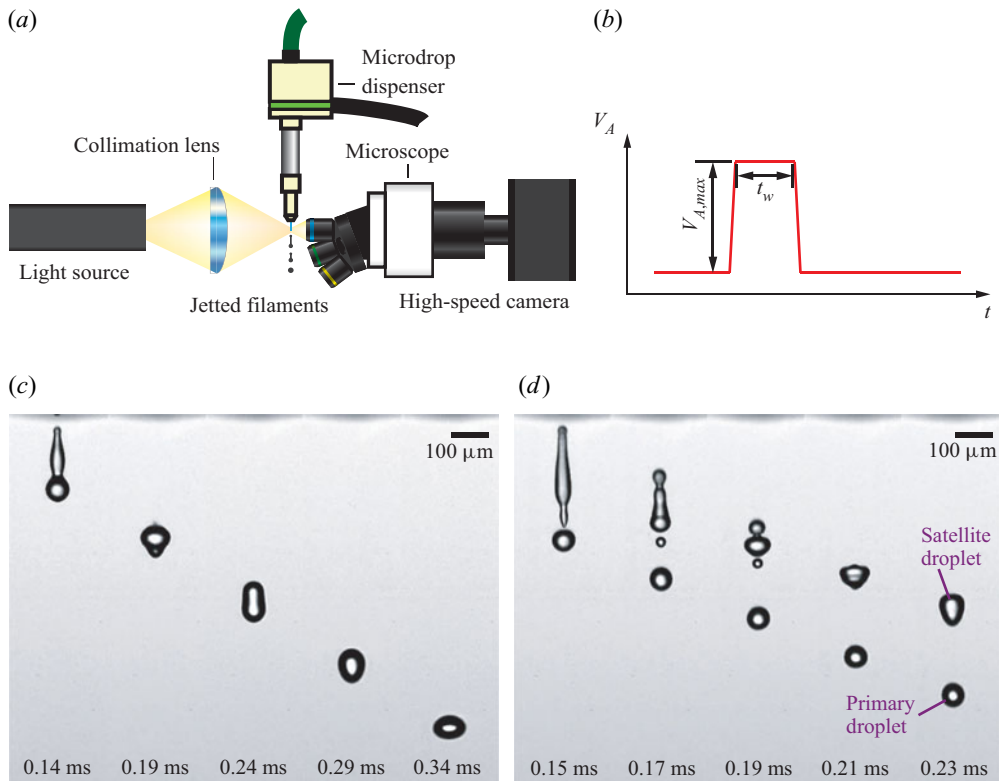 (a)
Microdrop
dispenser
Collimation lens
Microscope
Light source
Jetted filaments
High-speed camera
(b)
V_A
V_{A,max}
t_w
t
(c)
100 μm
0.14 ms
0.19 ms
0.24 ms
0.29 ms
0.34 ms
(d)
100 μm
Satellite
droplet
Primary
droplet
0.15 ms
0.17 ms
0.19 ms
0.21 ms
0.23 ms